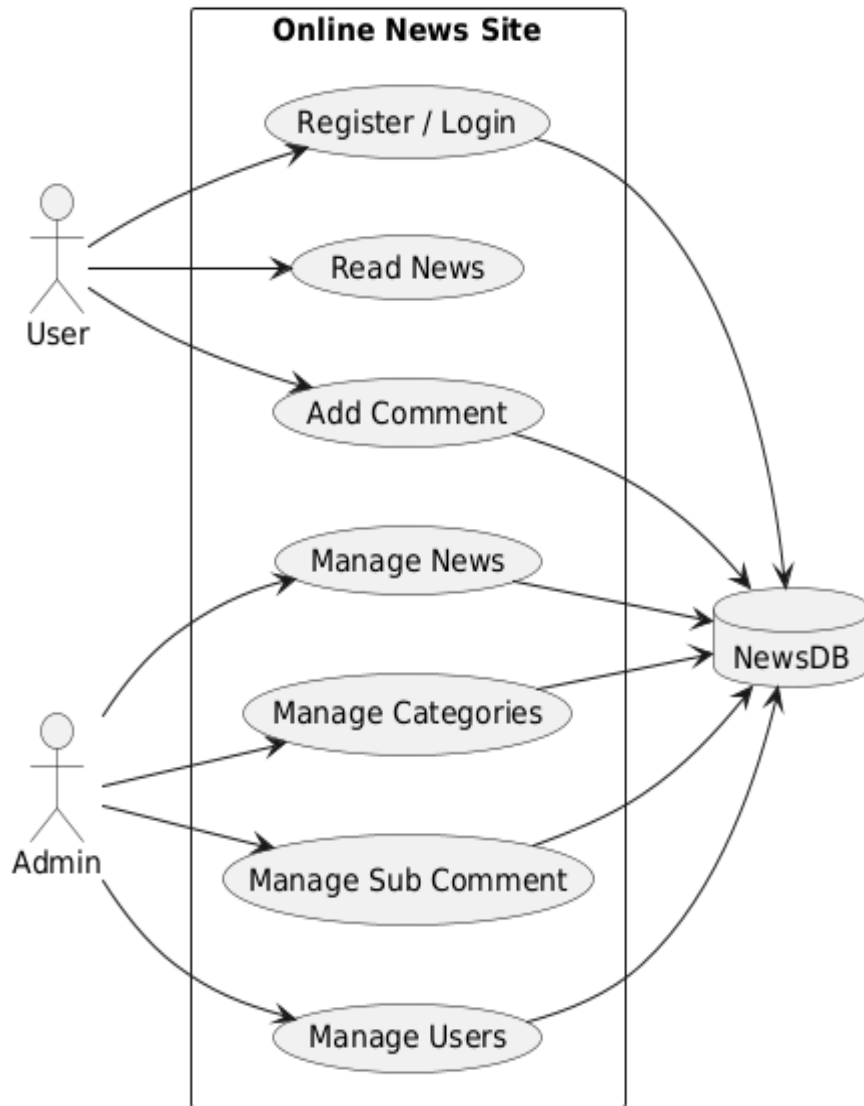 Online News Site
Register / Login
User
Read News
Add Comment
Manage News
NewsDB
Manage Categories
Admin
Manage Sub Comment
Manage Users